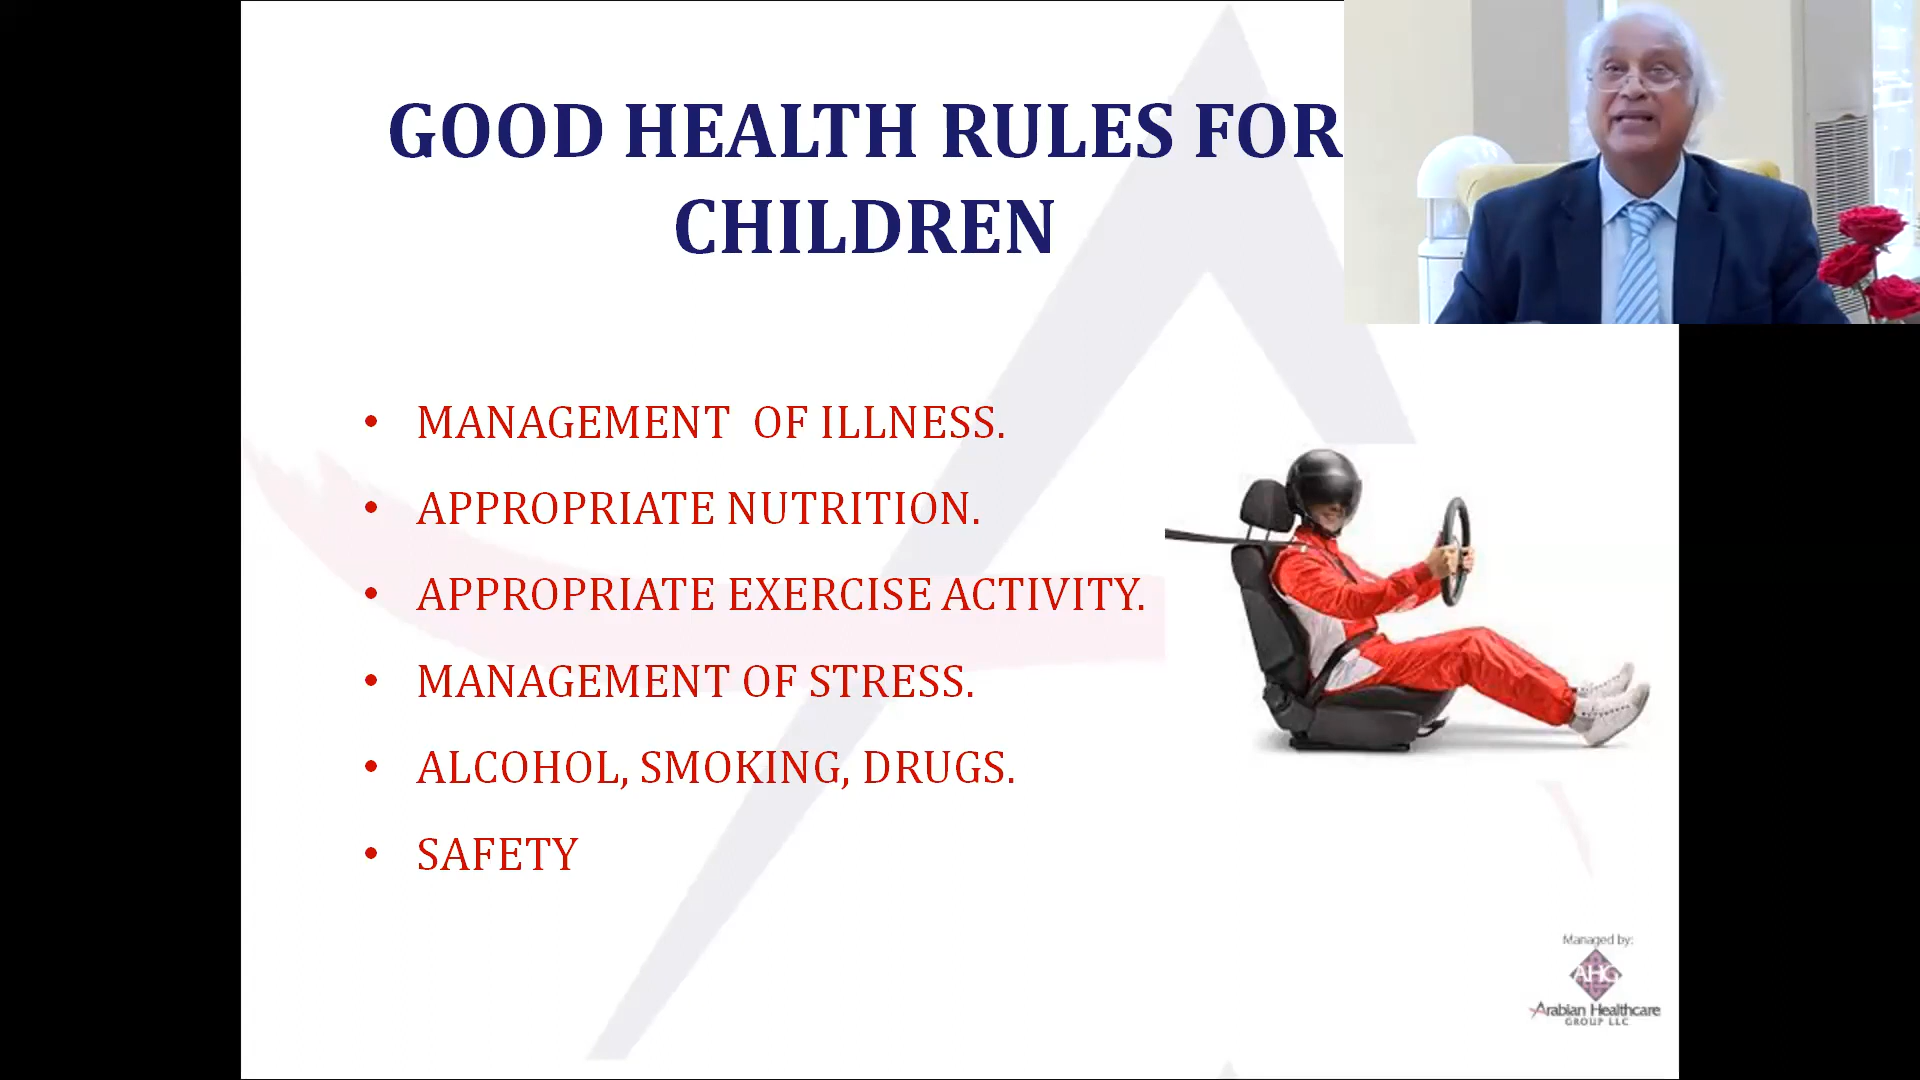 GOOD HEALTH RULES FOR
CHILDREN
• MANAGEMENT  OF ILLNESS.
• APPROPRIATE NUTRITION.
• APPROPRIATE EXERCISE ACTIVITY.
• MANAGEMENT OF STRESS.
• ALCOHOL, SMOKING, DRUGS.
• SAFETY
Managed by:
AHG
Arabian Healthcare
GROUP LLC